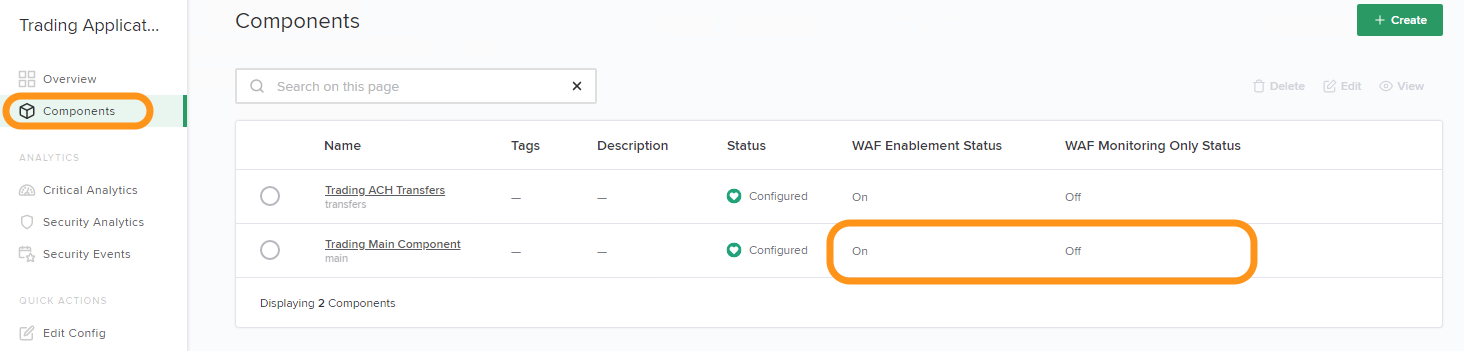 Trading Applicat...
Components
+ Create
Overview
Components
Search on this page
Delete Edit View
ANALYTICS
Critical Analytics
Security Analytics
Security Events
QUICK ACTIONS
Edit Config
Name Tags Description Status WAF Enablement Status WAF Monitoring Only Status
Trading ACH Transfers — — Configured On Off
transfers
Trading Main Component — — Configured On Off
main
Displaying 2 Components